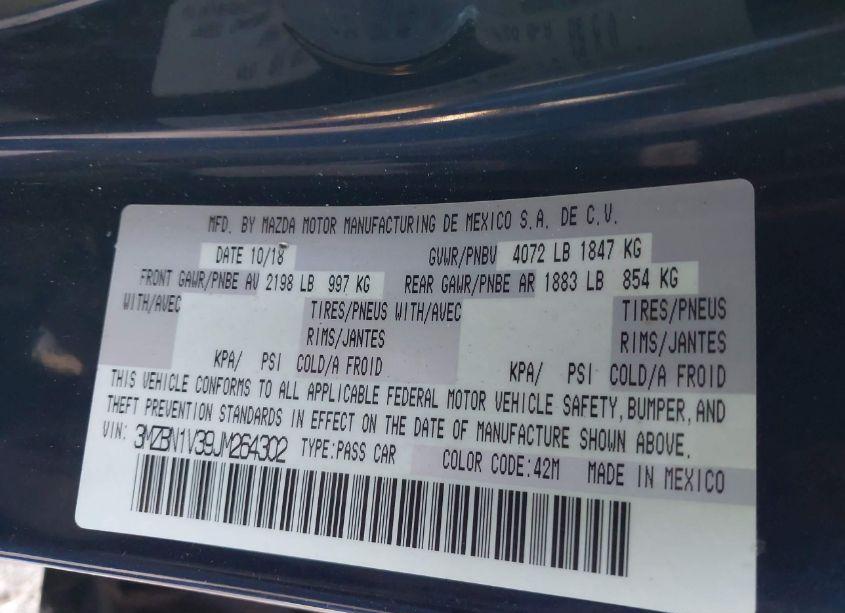 MFD. BY MAZDA MOTOR MANUFACTURING DE MEXICO S.A. DE C.V.
DATE 10/18 GVWR/PNBV 4072 LB 1847 KG
FRONT GAWR/PNBE AV 2198 LB 997 KG REAR GAWR/PNBE AR 1883 LB 854 KG
WITH/AVEC TIRES/PNEUS WITH/AVEC TIRES/PNEUS
RIMS/JANTES RIMS/JANTES
KPA/ PSI COLD/A FROID KPA/ PSI COLD/A FROID
THIS VEHICLE CONFORMS TO ALL APPLICABLE FEDERAL MOTOR VEHICLE SAFETY, BUMPER, AND
THEFT PREVENTION STANDARDS IN EFFECT ON THE DATE OF MANUFACTURE SHOWN ABOVE.
VIN: 3MZBN1V39JM264302 TYPE:PASS CAR COLOR CODE:42M MADE IN MEXICO